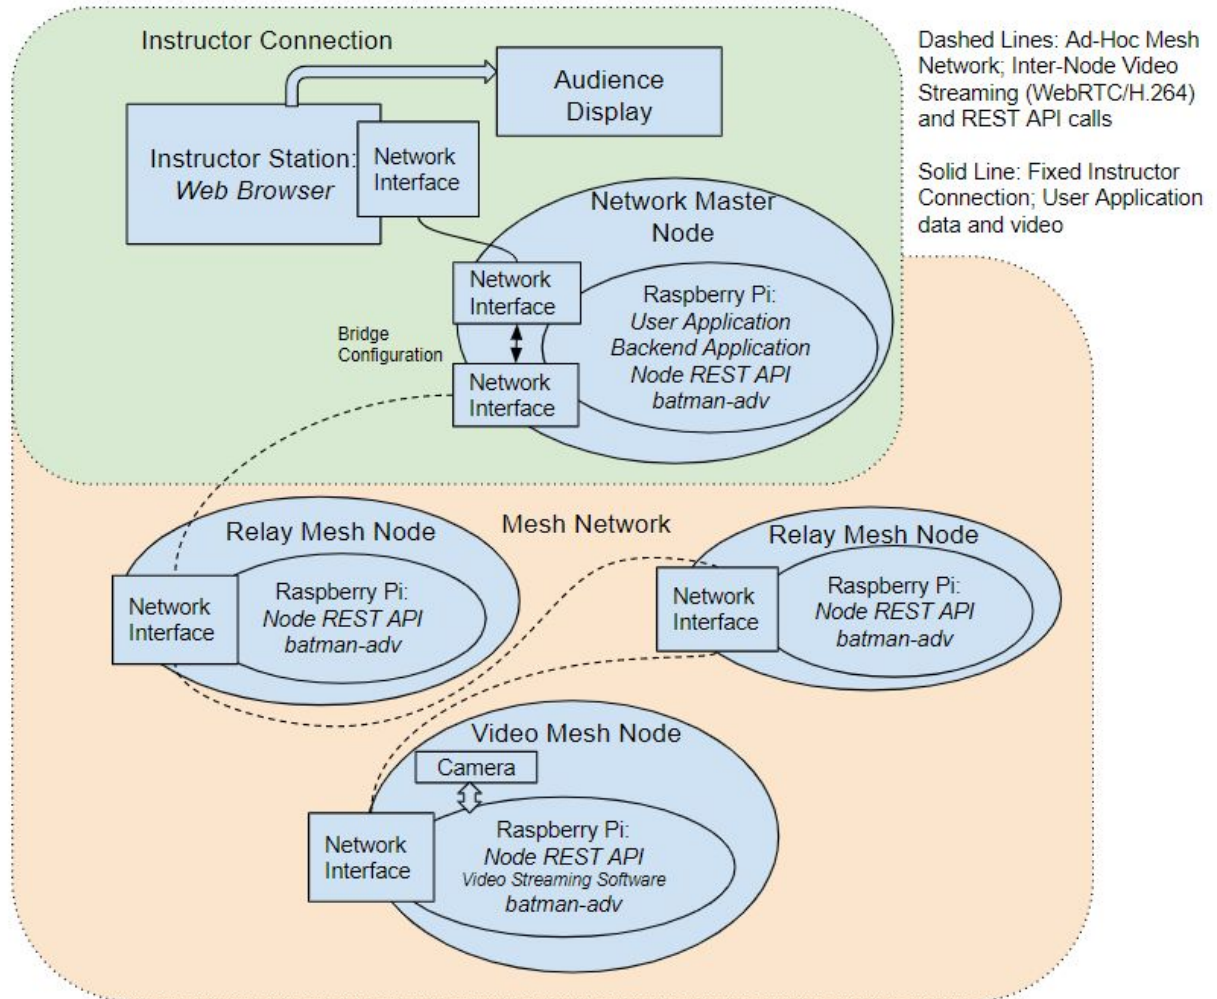 Instructor Connection
Audience
Display
Instructor Station:
Web Browser
Network
Interface
Dashed Lines: Ad-Hoc Mesh
Network; Inter-Node Video
Streaming (WebRTC/H.264)
and REST API calls
Solid Line: Fixed Instructor
Connection; User Application
data and video
Network Master
Node
Network
Interface
Raspberry Pi:
User Application
Backend Application
Node REST API
batman-adv
Bridge
Configuration
Network
Interface
Mesh Network
Relay Mesh Node
Network
Interface
Raspberry Pi:
Node REST API
batman-adv
Relay Mesh Node
Network
Interface
Raspberry Pi:
Node REST API
batman-adv
Video Mesh Node
Camera
Network
Interface
Raspberry Pi:
Node REST API
Video Streaming Software
batman-adv